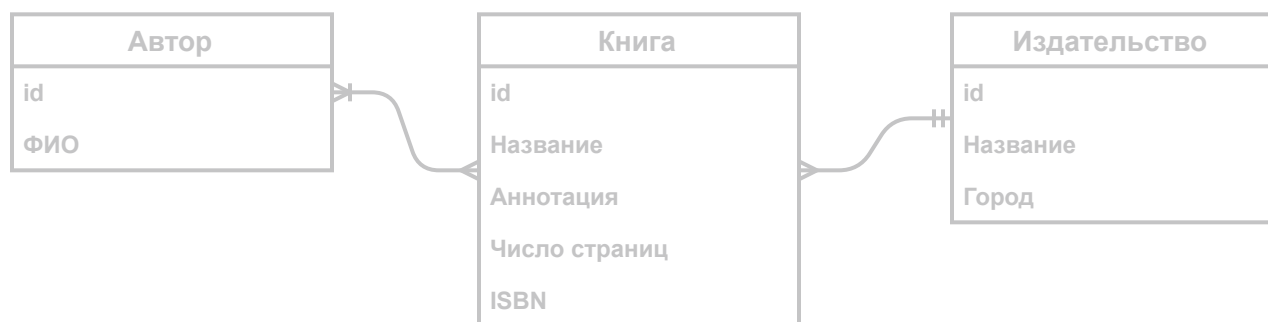 Автор
id
ФИО
Книга
id
Название
Аннотация
Число страниц
ISBN
Издательство
id
Название
Город